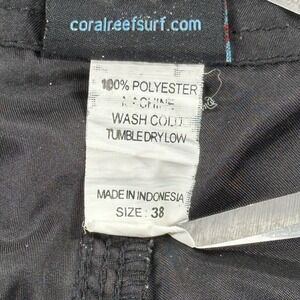 coralreefsurf.com
100% POLYESTER
MACHINE
WASH COLD
TUMBLE DRY LOW
MADE IN INDONESIA
SIZE: 38